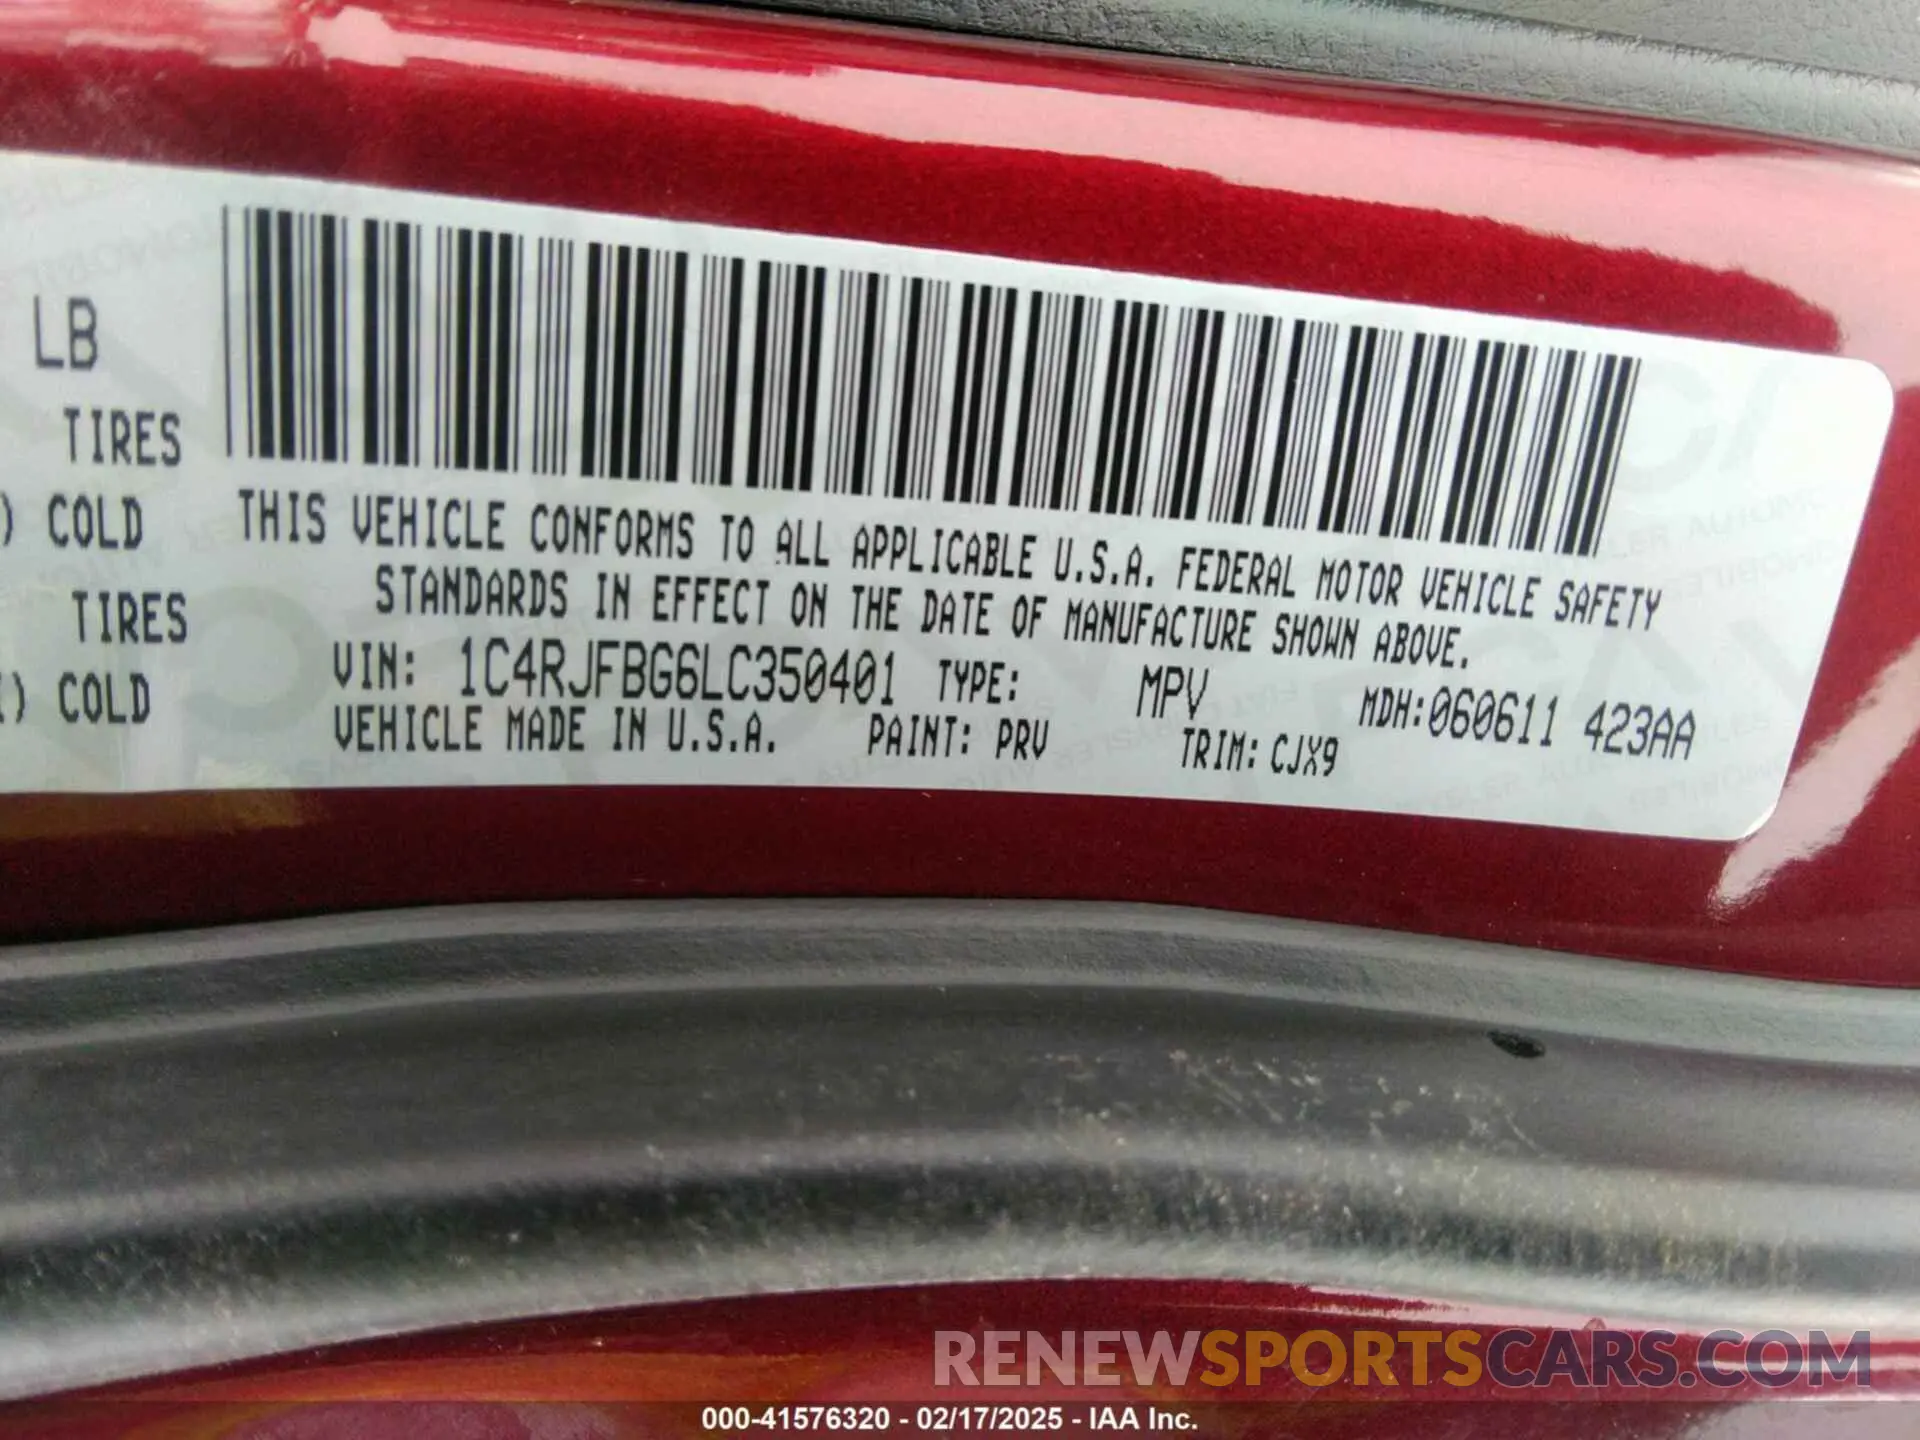 LB
TIRES
) COLD
TIRES
) COLD
THIS VEHICLE CONFORMS TO ALL APPLICABLE U.S.A. FEDERAL MOTOR VEHICLE SAFETY
STANDARDS IN EFFECT ON THE DATE OF MANUFACTURE SHOWN ABOVE.
VIN: 1C4RJFBG6LC350401 TYPE: MPV MDH:060611 423AA
VEHICLE MADE IN U.S.A. PAINT: PRV TRIM: CJX9
RENEWSPORTSCARS.COM
000-41576320 - 02/17/2025 - IAA Inc.